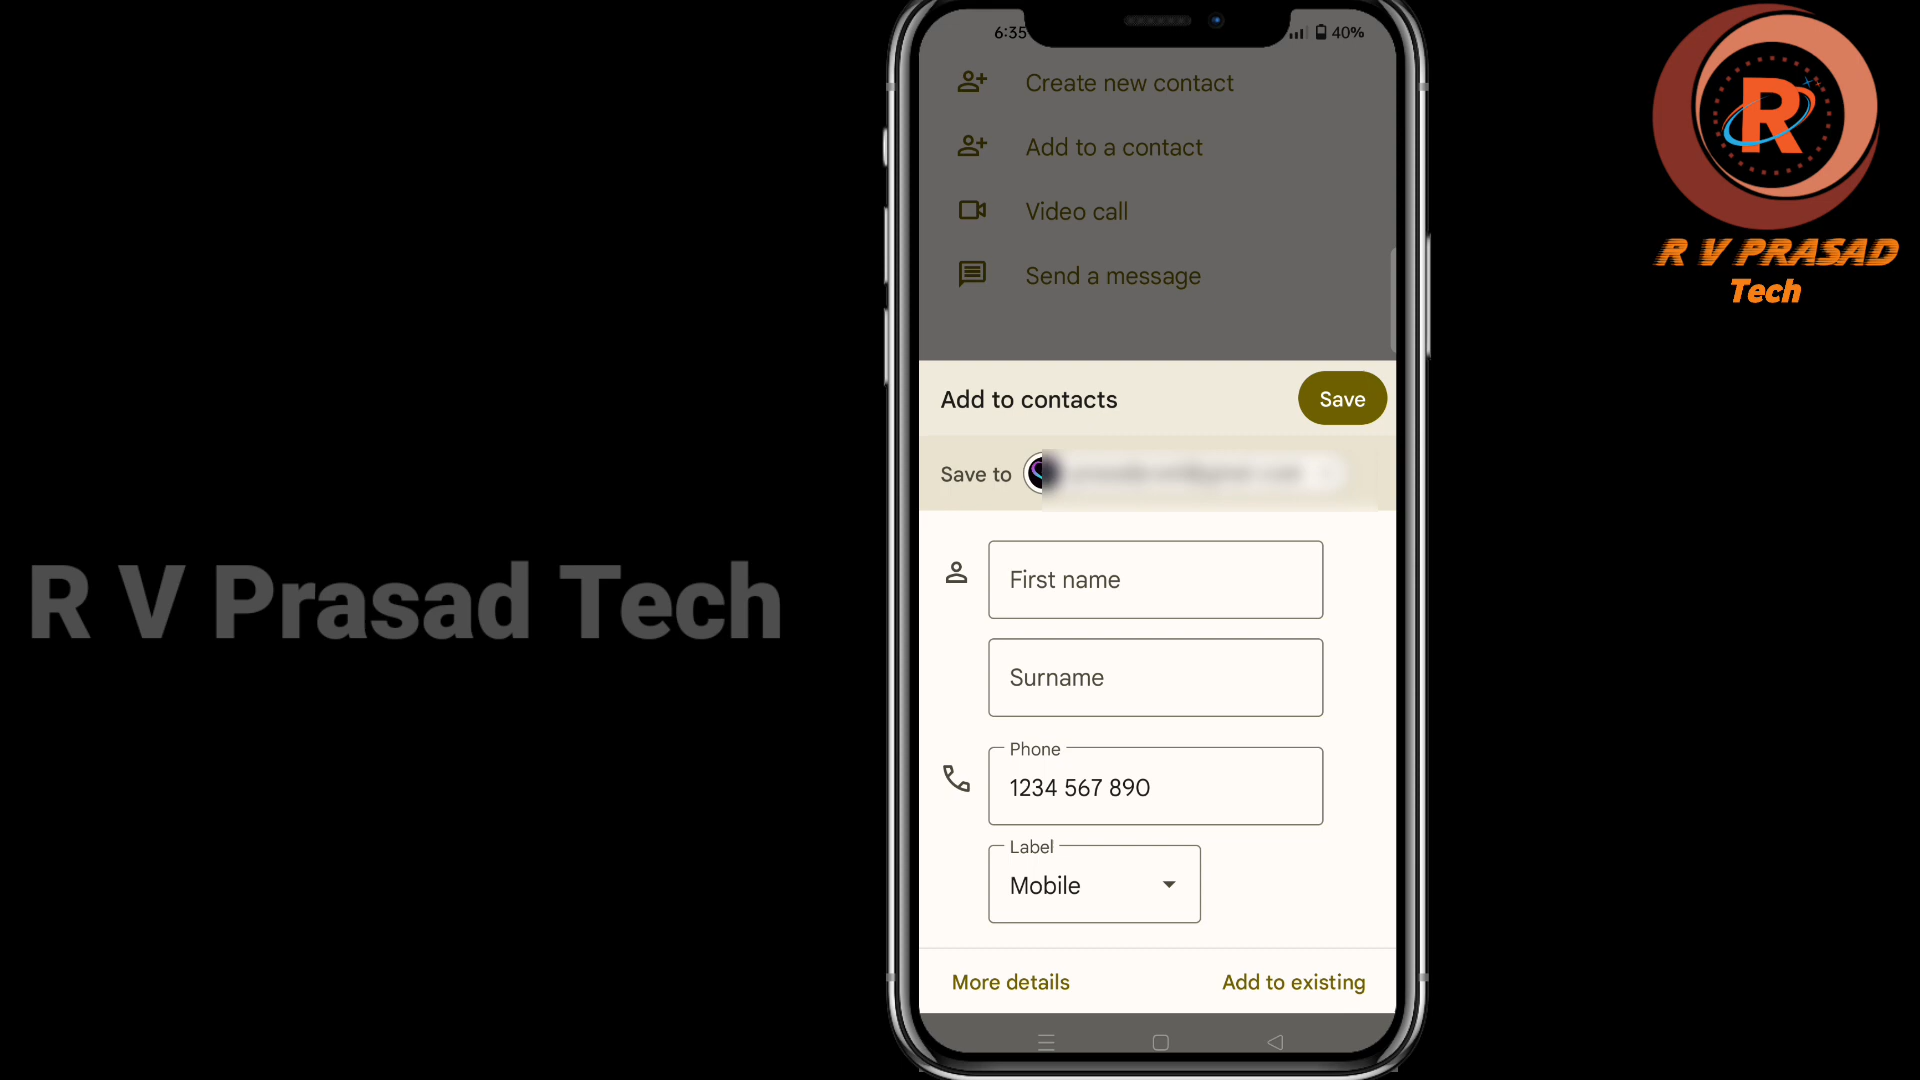 6:35
40%
Create new contact
Add to a contact
Video call
Send a message
Add to contacts
Save
Save to
First name
Surname
Phone
1234 567 890
Label
Mobile
More details
Add to existing
R V Prasad Tech
R
R V PRASAD
Tech